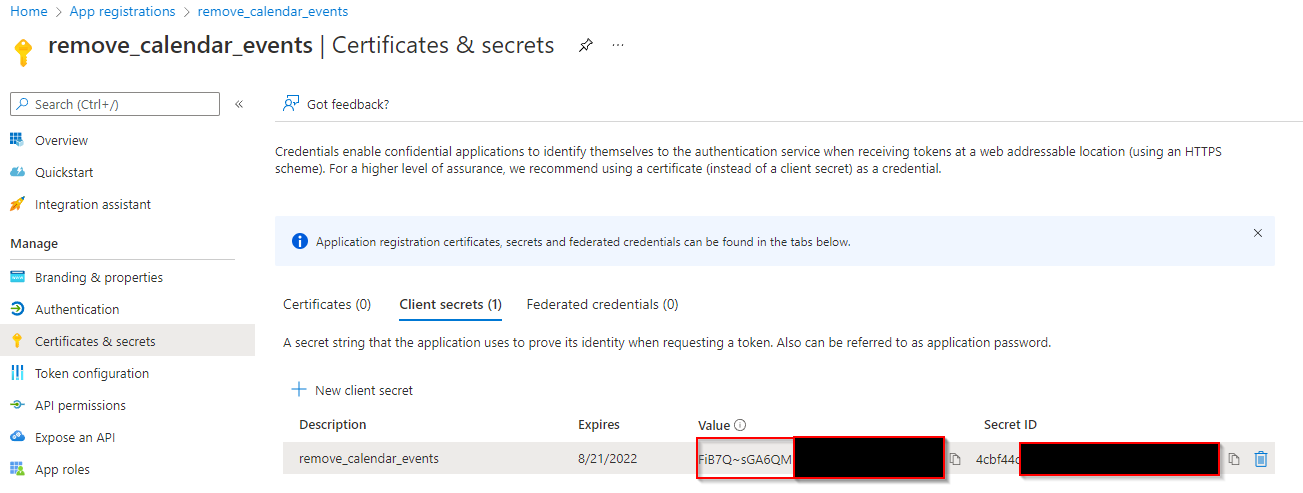 Home > App registrations > remove_calendar_events
remove_calendar_events | Certificates & secrets
Search (Ctrl+/)
«
Got feedback?
Overview
Quickstart
Integration assistant
Manage
Branding & properties
Authentication
Certificates & secrets
Token configuration
API permissions
Expose an API
App roles
Credentials enable confidential applications to identify themselves to the authentication service when receiving tokens at a web addressable location (using an HTTPS
scheme). For a higher level of assurance, we recommend using a certificate (instead of a client secret) as a credential.
Application registration certificates, secrets and federated credentials can be found in the tabs below.
Certificates (0) Client secrets (1) Federated credentials (0)
A secret string that the application uses to prove its identity when requesting a token. Also can be referred to as application password.
New client secret
Description Expires Value Secret ID
remove_calendar_events 8/21/2022 FiB7Q~sGA6QM 4cbf44c